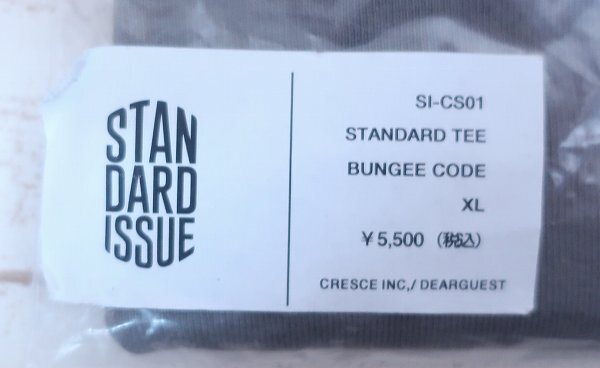 STAN
DARD
ISSUE
SI-CS01
STANDARD TEE
BUNGEE CODE
XL
¥5,500（税込）
CRESCE INC,/ DEARGUEST